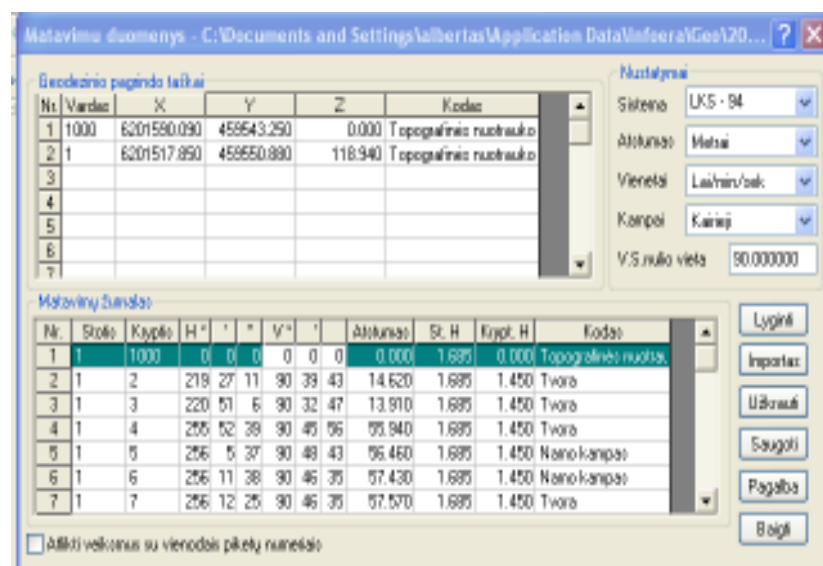 Matavimu duomenys - C:\Documents and Settings\albertas\Application Data\Infoera\Geo\20...
Geodezinio pagrindo taškai
Nr. Vardas X Y Z Kodas
1 1000 6201590.090 459543.250 0.000 Topografinės nuotrauko
2 1 6201517.850 459550.880 118.940 Topografinės nuotrauko
3
4
5
6
7
Nustatymai
Sistema LKS - 94
Atstumas Metrai
Vienetai Lai/min/sek
Kampai Kairieji
V.S.nulio vieta 90.000000
Matavimų žurnalas
Nr. Stotis Kryptis H ° ' " V ° ' Atstumas St. H Krypt. H Kodas
1 1 1000 0 0 0 0 0 0 0.000 1.685 0.000 Topografinės nuotrau
2 1 2 219 27 11 90 39 43 14.620 1.685 1.450 Tvora
3 1 3 220 51 6 90 32 47 13.910 1.685 1.450 Tvora
4 1 4 255 52 39 90 45 56 55.940 1.685 1.450 Tvora
5 1 5 256 5 37 90 48 43 56.460 1.685 1.450 Namo kampas
6 1 6 256 11 38 90 46 35 57.430 1.685 1.450 Namo kampas
7 1 7 256 12 25 90 46 35 57.570 1.685 1.450 Tvora
Lyginti
Importas
Užkrauti
Saugoti
Pagalba
Baigti
Atlikti veiksmus su vienodais piketų numeriais